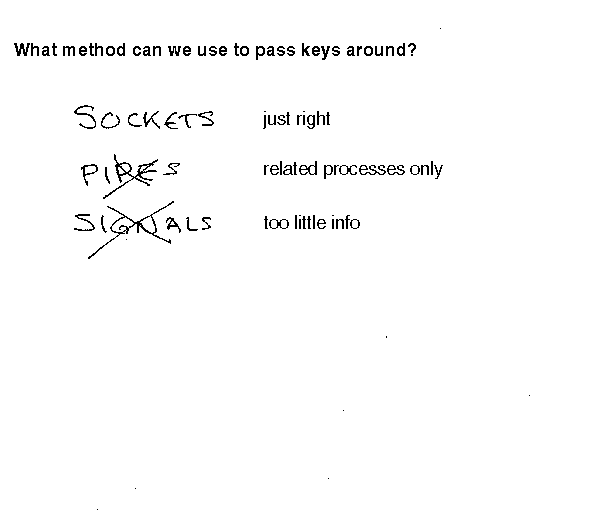 What method can we use to pass keys around?
SOCKETS just right
PIPES related processes only
SIGNALS too little info